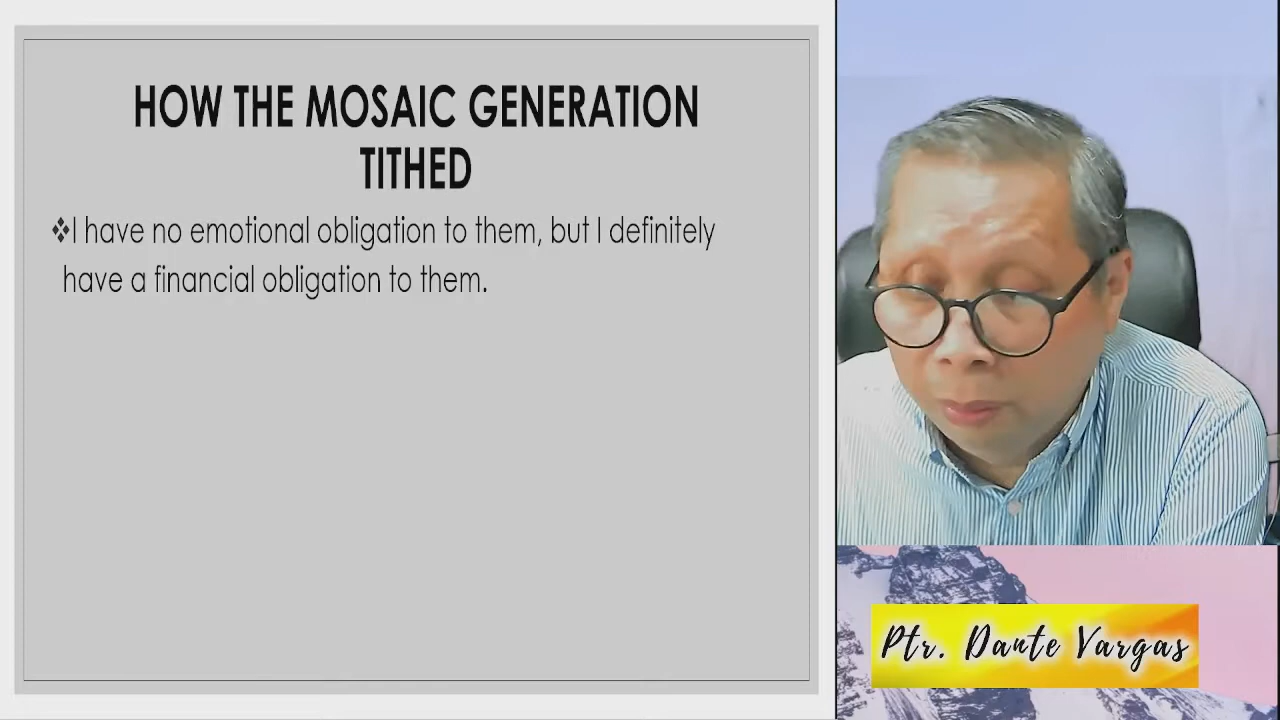 HOW THE MOSAIC GENERATION
TITHED
❖I have no emotional obligation to them, but I definitely
have a financial obligation to them.
Ptr. Dante Vargas